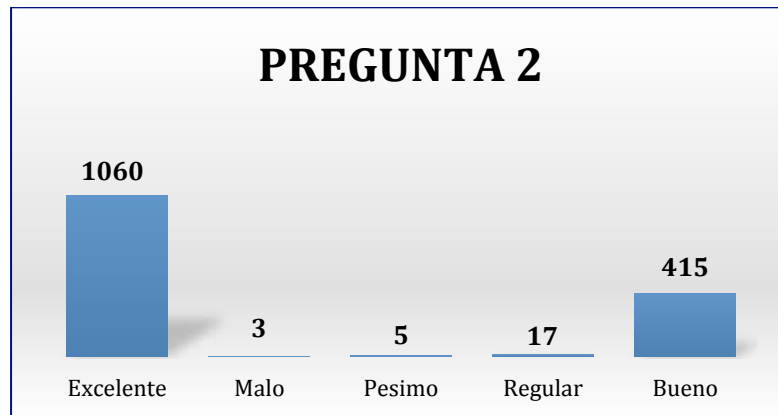 PREGUNTA 2
1060
3
5
17
415
Excelente
Malo
Pesimo
Regular
Bueno